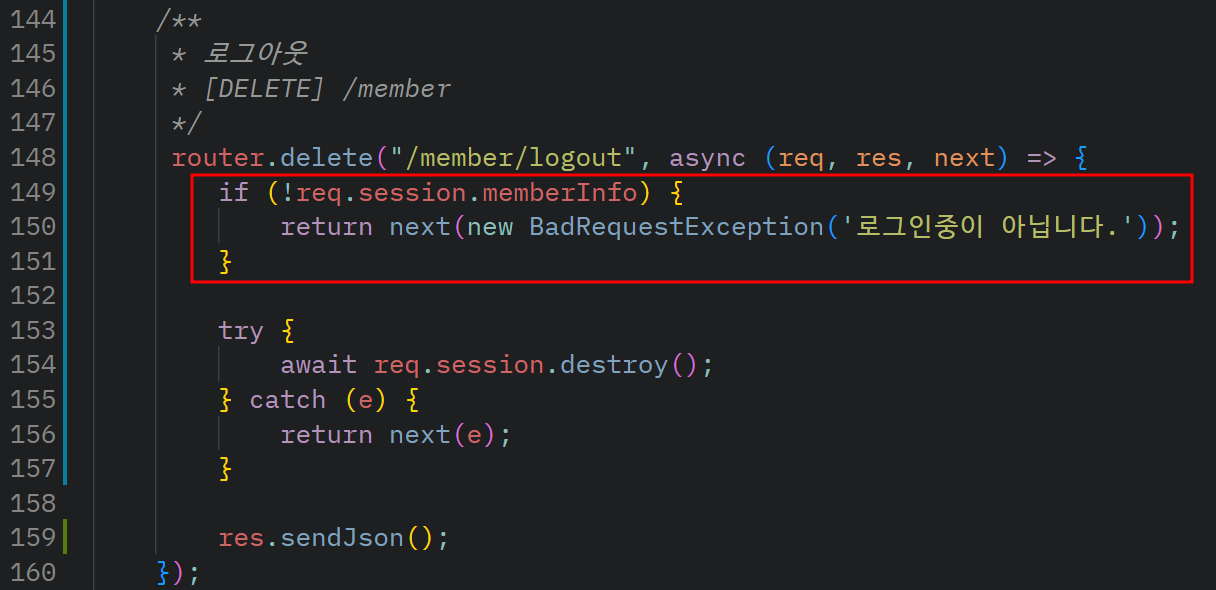 144 /**
145 * 로그아웃
146 * [DELETE] /member
147 */
148 router.delete("/member/logout", async (req, res, next) => {
149 if (!req.session.memberInfo) {
150 return next(new BadRequestException('로그인중이 아닙니다.'));
151 }
152
153 try {
154 await req.session.destroy();
155 } catch (e) {
156 return next(e);
157 }
158
159 res.sendJson();
160 });